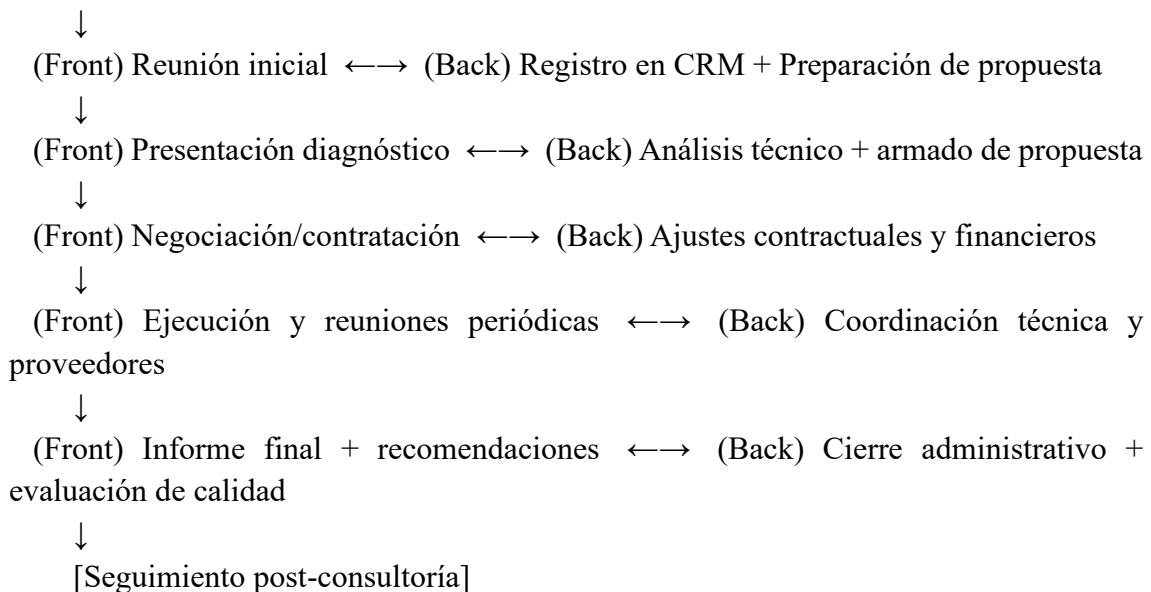 ↓
(Front) Reunión inicial ←→ (Back) Registro en CRM + Preparación de propuesta
↓
(Front) Presentación diagnóstico ←→ (Back) Análisis técnico + armado de propuesta
↓
(Front) Negociación/contratación ←→ (Back) Ajustes contractuales y financieros
↓
(Front) Ejecución y reuniones periódicas ←→ (Back) Coordinación técnica y
proveedores
↓
(Front) Informe final + recomendaciones ←→ (Back) Cierre administrativo +
evaluación de calidad
↓
[Seguimiento post-consultoría]